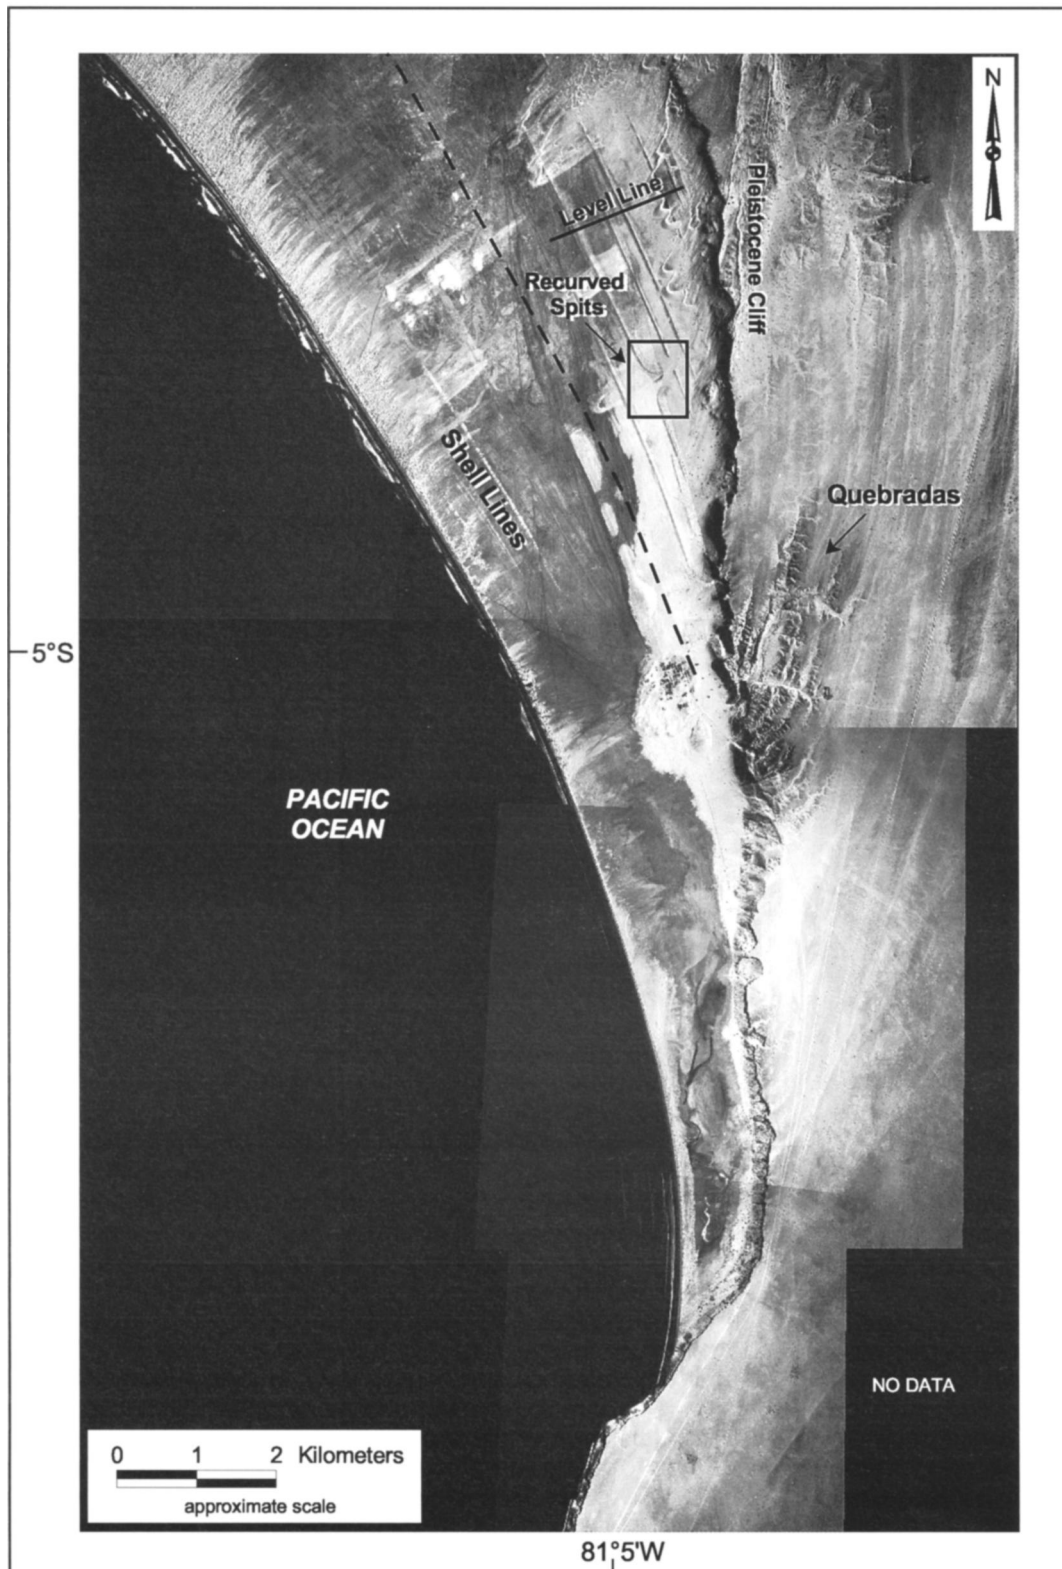 N
Pleistocene Cliff
Level Line
Recurved
Spits
Shell Lines
Quebradas
5°S
PACIFIC
OCEAN
NO DATA
0 1 2 Kilometers
approximate scale
81°5'W